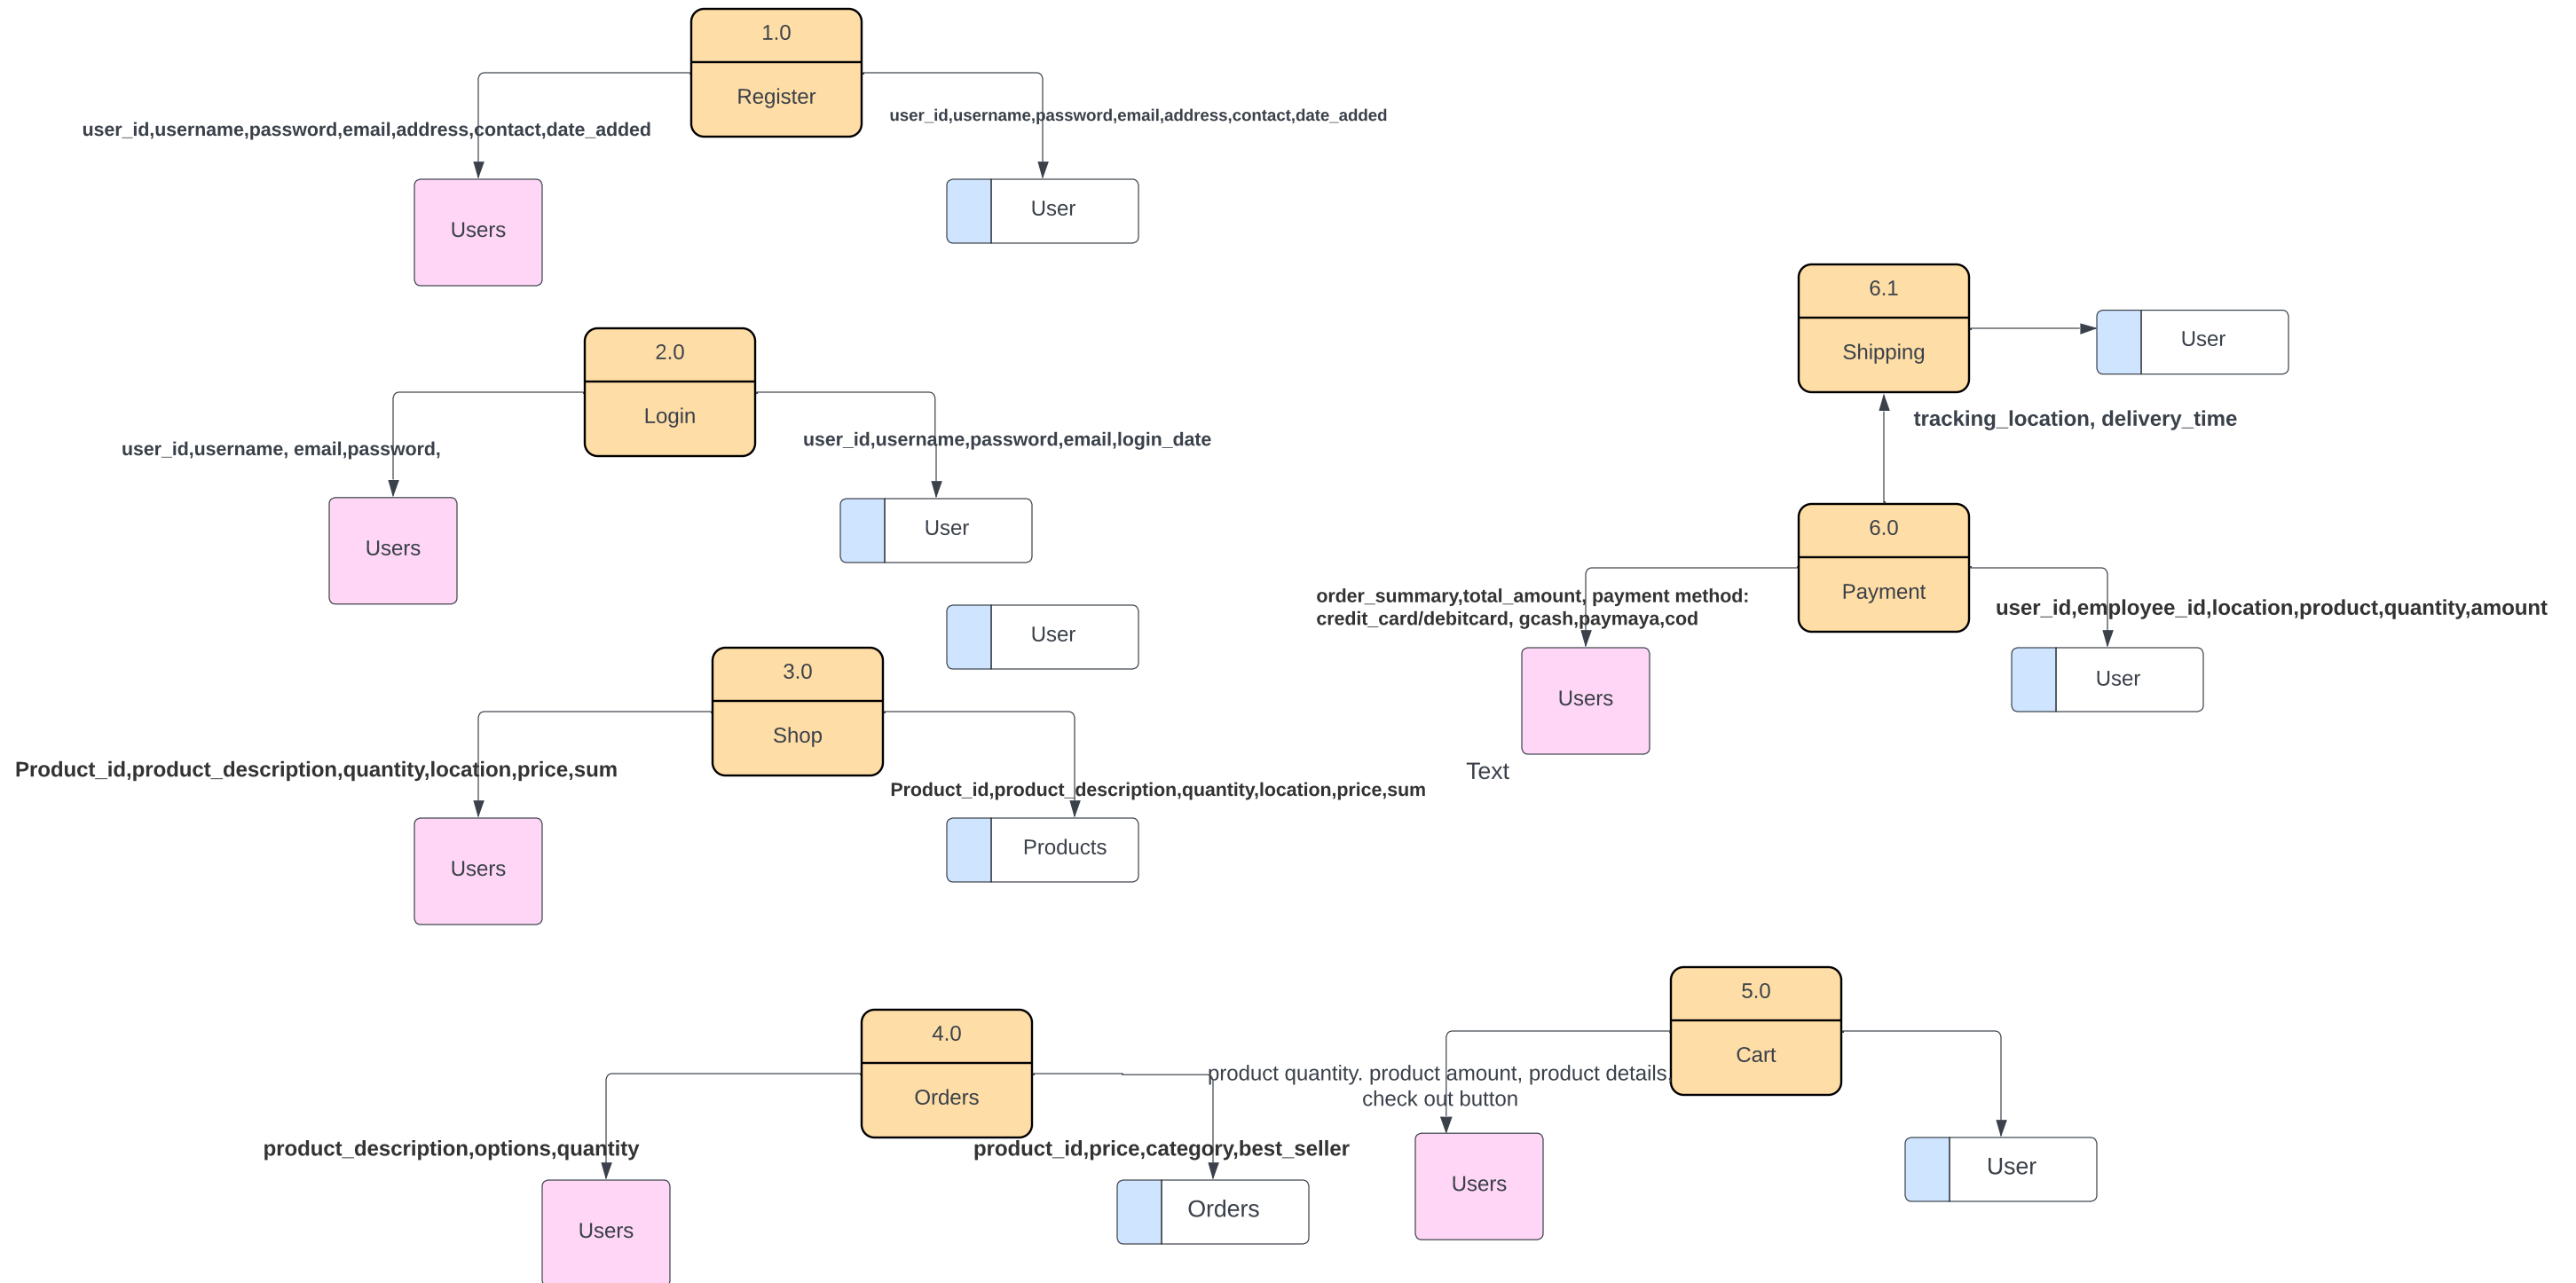 1.0
Register
user_id,username,password,email,address,contact,date_added
user_id,username,password,email,address,contact,date_added
Users
User
2.0
Login
user_id,username, email,password,
user_id,username,password,email,login_date
Users
User
User
3.0
Shop
Product_id,product_description,quantity,location,price,sum
Product_id,product_description,quantity,location,price,sum
Users
Products
4.0
Orders
product_description,options,quantity
product_id,price,category,best_seller
Users
Orders
6.1
Shipping
User
tracking_location, delivery_time
6.0
Payment
order_summary,total_amount, payment method:
credit_card/debitcard, gcash,paymaya,cod
user_id,employee_id,location,product,quantity,amount
Users
User
Text
5.0
Cart
product quantity. product amount, product details,
check out button
Users
User